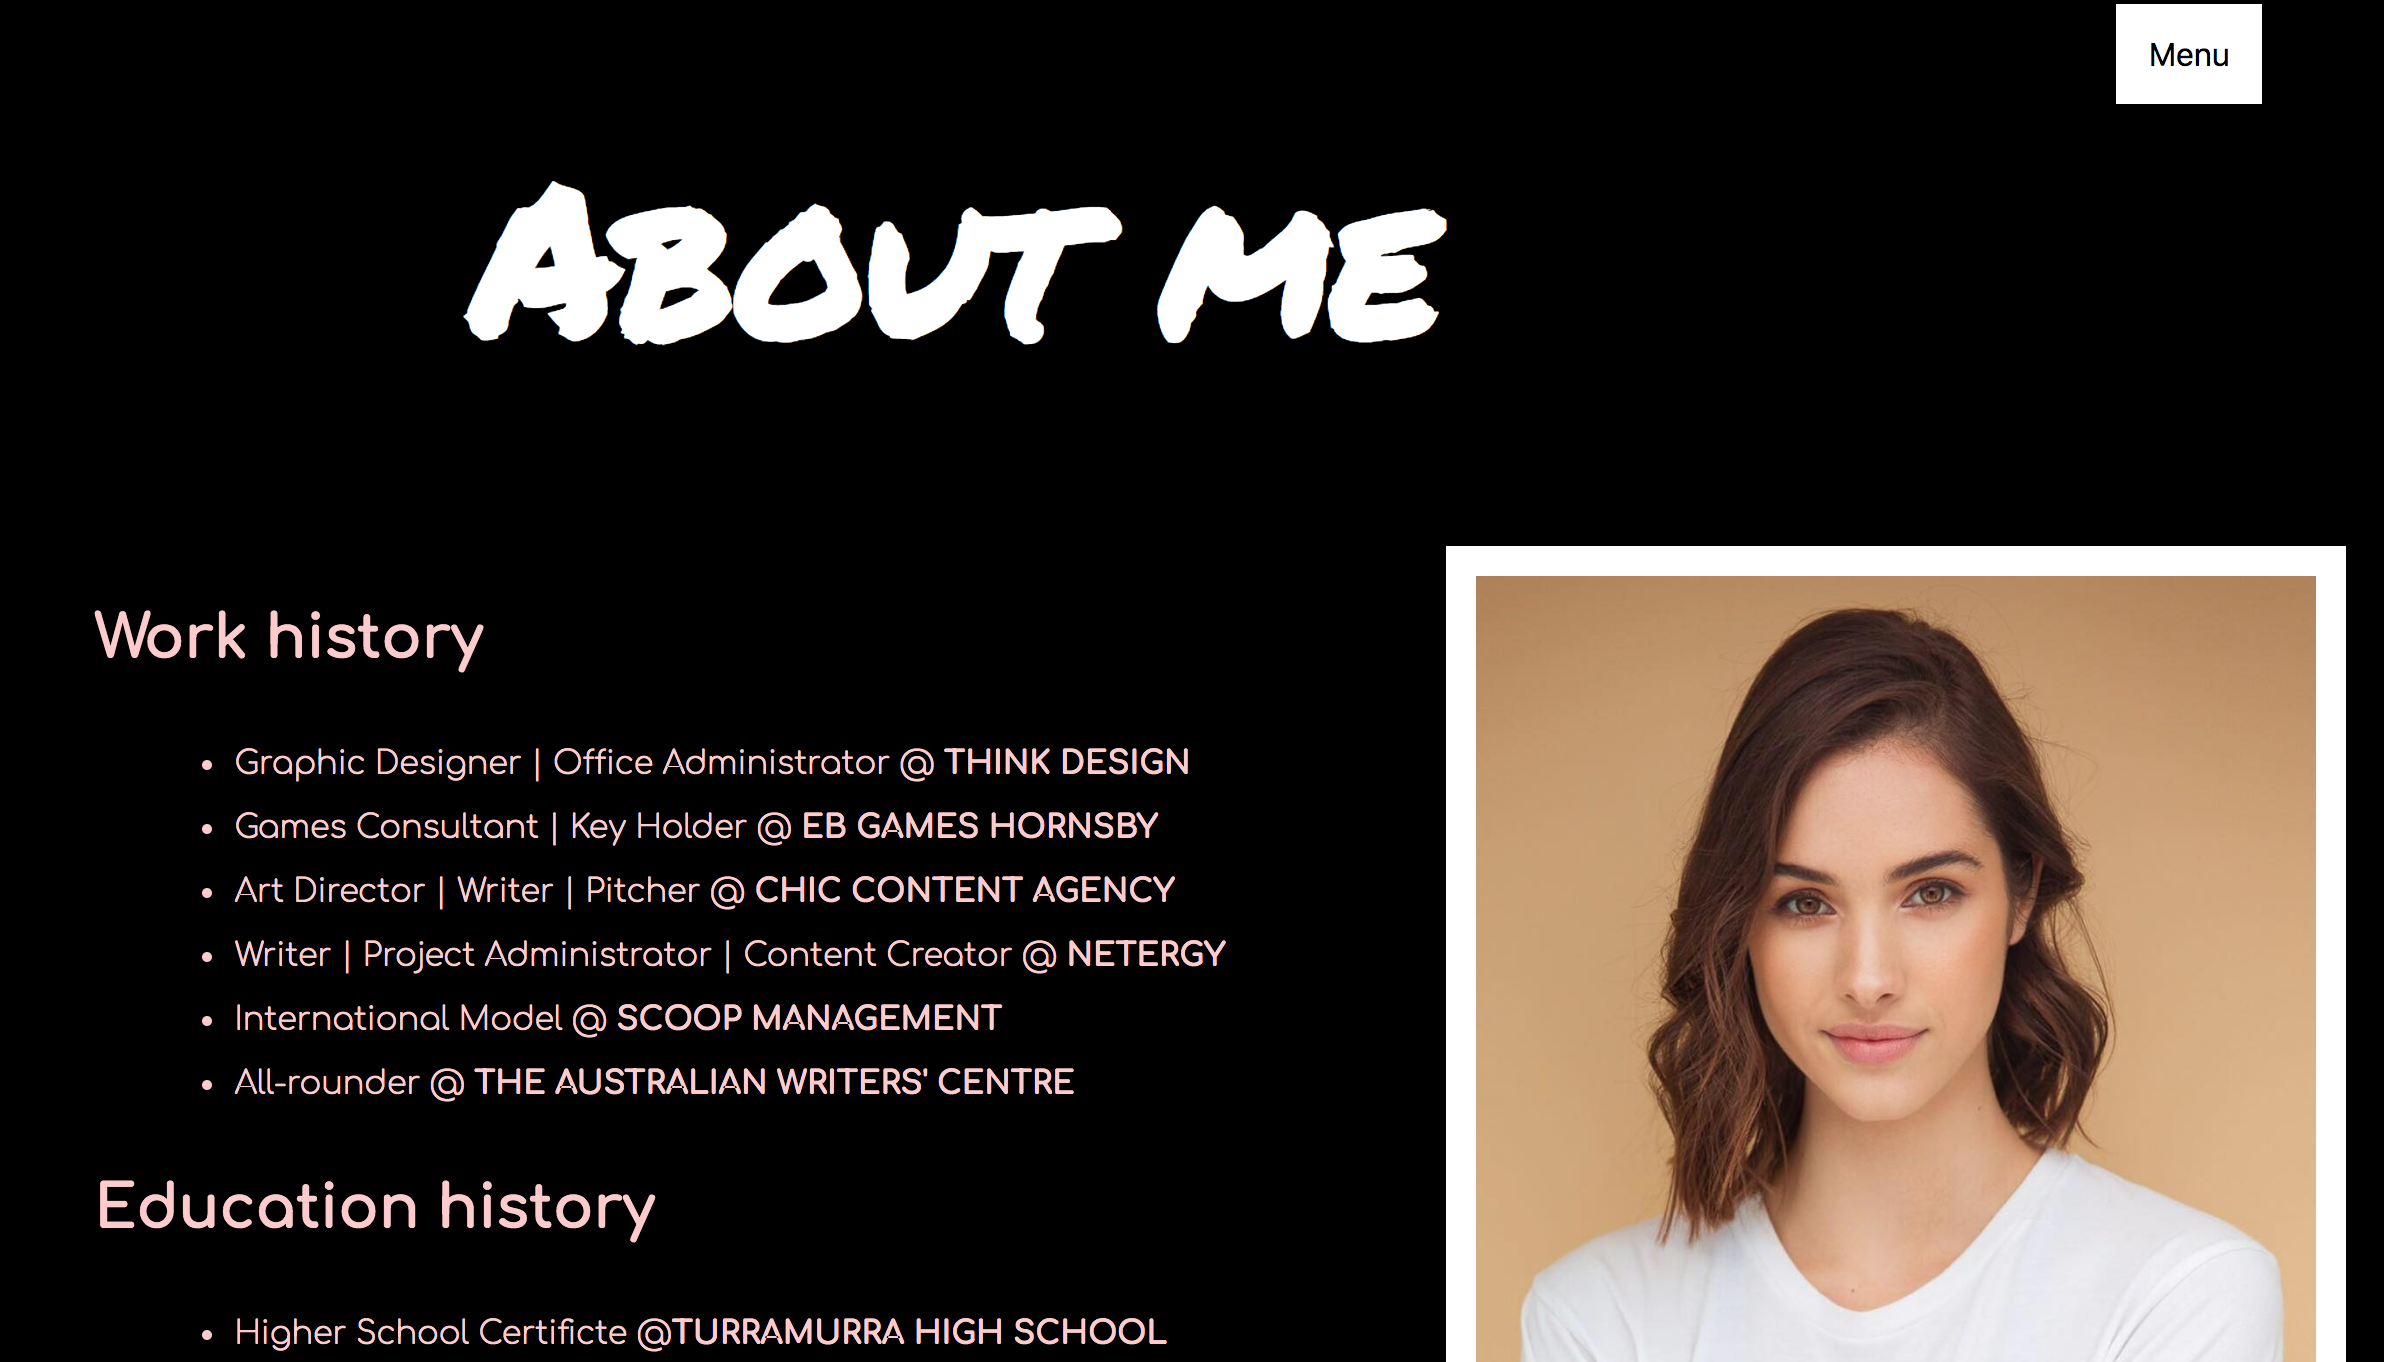 Menu
About me
Work history
• Graphic Designer | Office Administrator @ THINK DESIGN
• Games Consultant | Key Holder @ EB GAMES HORNSBY
• Art Director | Writer | Pitcher @ CHIC CONTENT AGENCY
• Writer | Project Administrator | Content Creator @ NETERGY
• International Model @ SCOOP MANAGEMENT
• All-rounder @ THE AUSTRALIAN WRITERS' CENTRE
Education history
• Higher School Certificte @TURRAMURRA HIGH SCHOOL